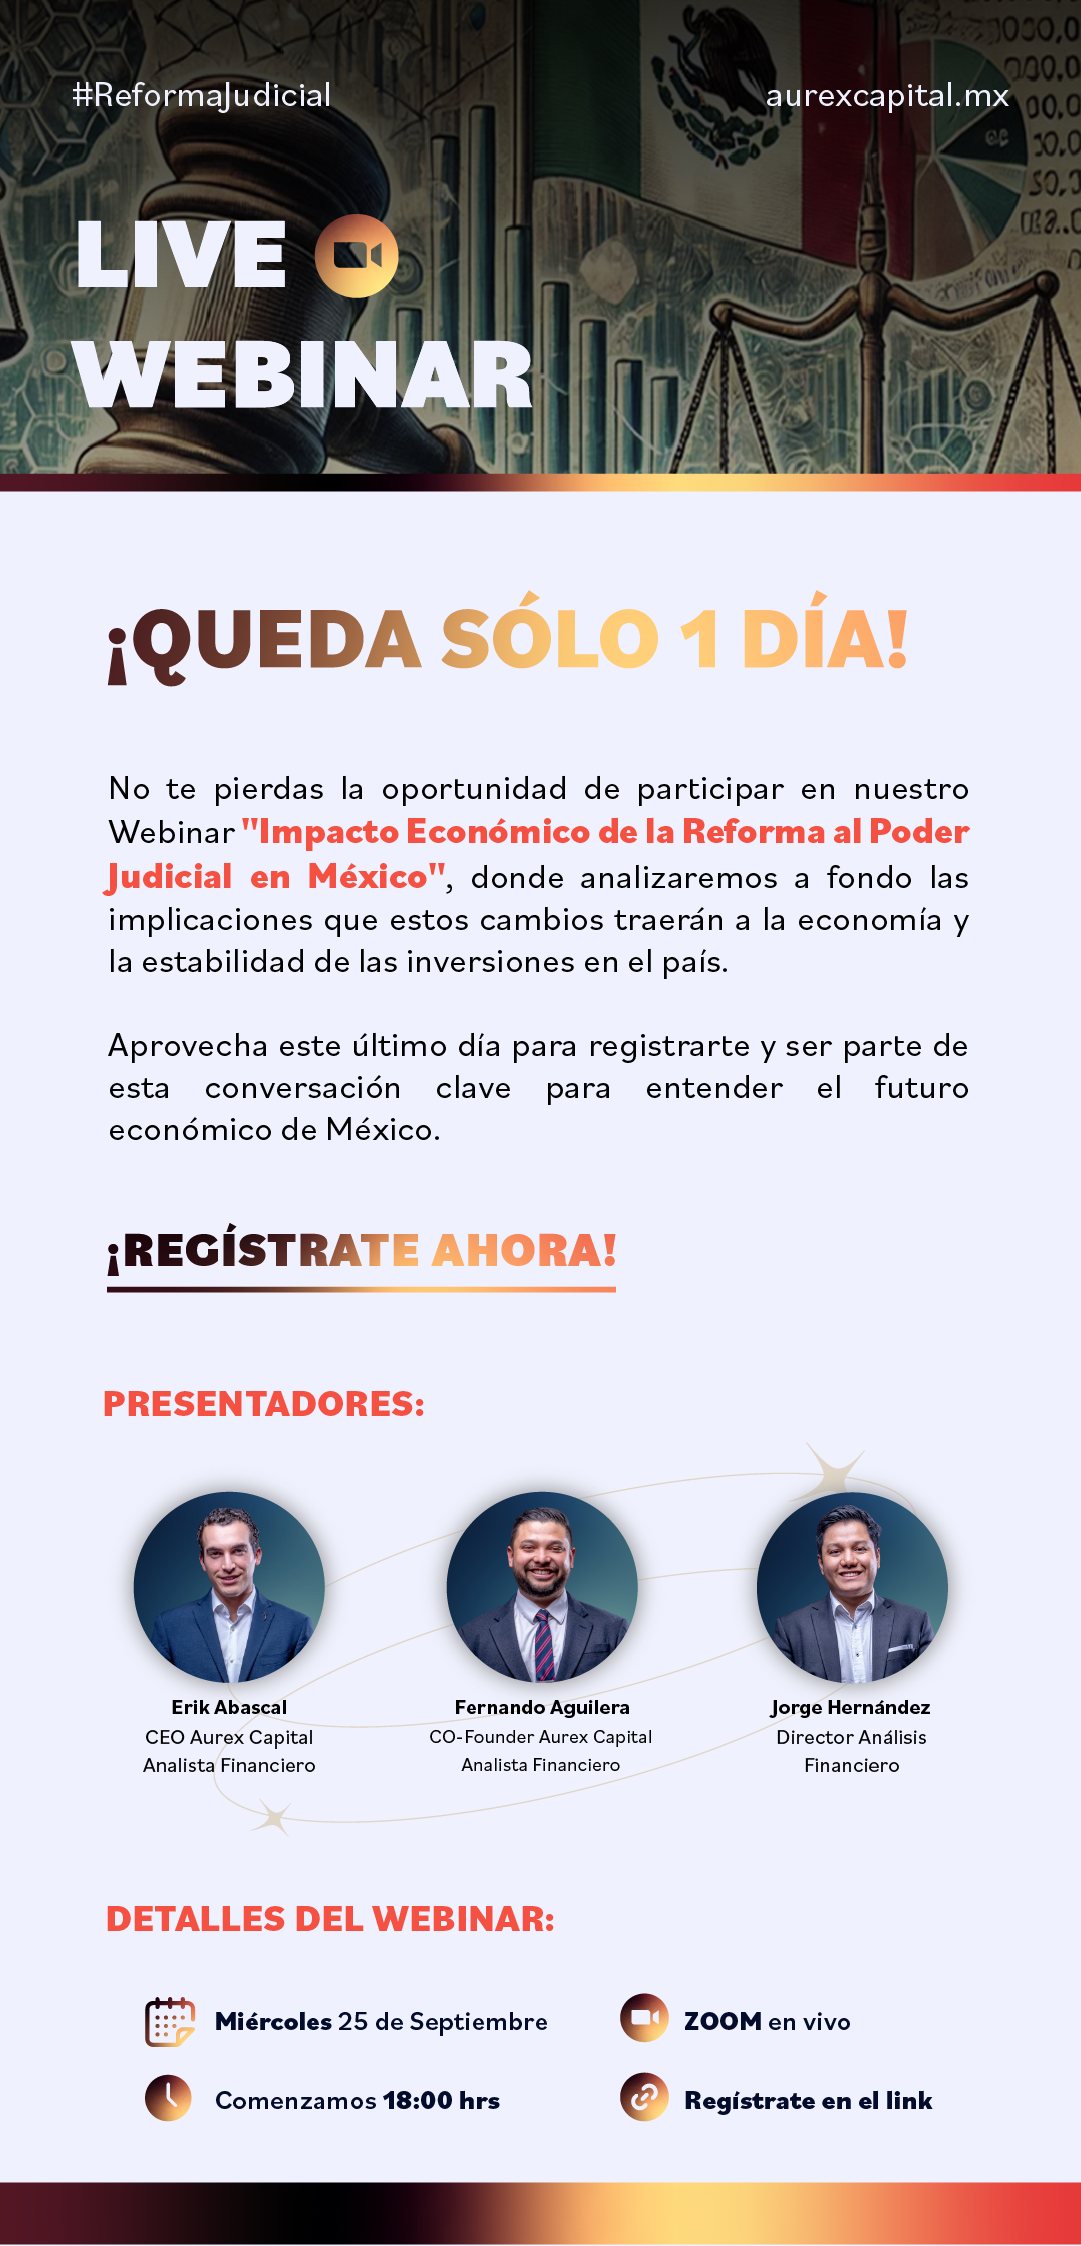 #ReformaJudicial
aurexcapital.mx
LIVE
WEBINAR
¡QUEDA SÓLO 1 DÍA!
No te pierdas la oportunidad de participar en nuestro
Webinar "Impacto Económico de la Reforma al Poder
Judicial en México", donde analizaremos a fondo las
implicaciones que estos cambios traerán a la economía y
la estabilidad de las inversiones en el país.
Aprovecha este último día para registrarte y ser parte de
esta conversación clave para entender el futuro
económico de México.
¡REGÍSTRATE AHORA!
PRESENTADORES:
Erik Abascal
CEO Aurex Capital
Analista Financiero
Fernando Aguilera
CO-Founder Aurex Capital
Analista Financiero
Jorge Hernández
Director Análisis
Financiero
DETALLES DEL WEBINAR:
Miércoles 25 de Septiembre
ZOOM en vivo
Comenzamos 18:00 hrs
Regístrate en el link